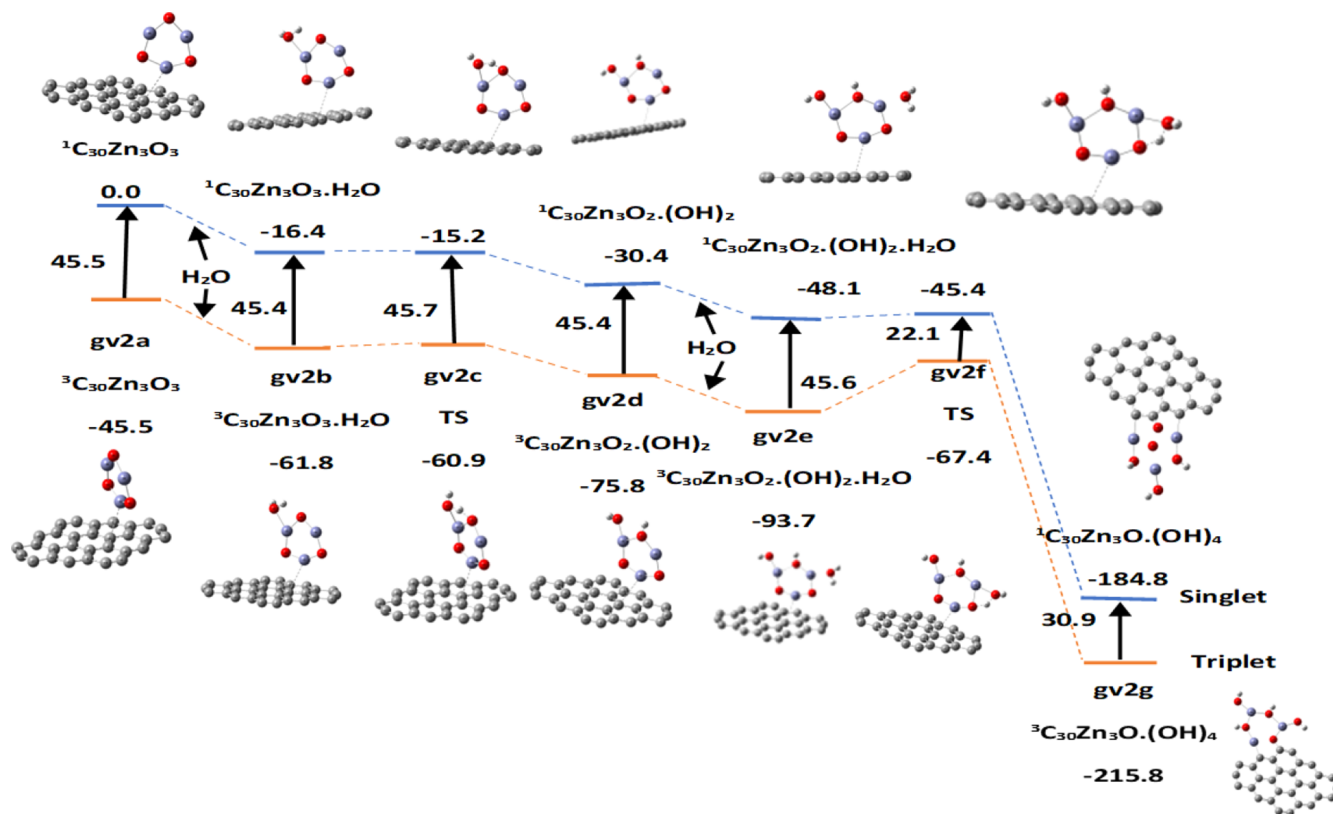 ¹C₃₀Zn₃O₃
0.0
¹C₃₀Zn₃O₃.H₂O
-16.4
-15.2
¹C₃₀Zn₃O₂.(OH)₂
-30.4
¹C₃₀Zn₃O₂.(OH)₂.H₂O
-48.1
-45.4
45.5
H₂O
45.4
45.7
45.4
H₂O
45.6
22.1
gv2a
gv2b
gv2c
gv2d
gv2e
gv2f
³C₃₀Zn₃O₃
-45.5
³C₃₀Zn₃O₃.H₂O
-61.8
TS
-60.9
³C₃₀Zn₃O₂.(OH)₂
-75.8
³C₃₀Zn₃O₂.(OH)₂.H₂O
-93.7
TS
-67.4
¹C₃₀Zn₃O.(OH)₄
-184.8
Singlet
30.9
Triplet
gv2g
³C₃₀Zn₃O.(OH)₄
-215.8